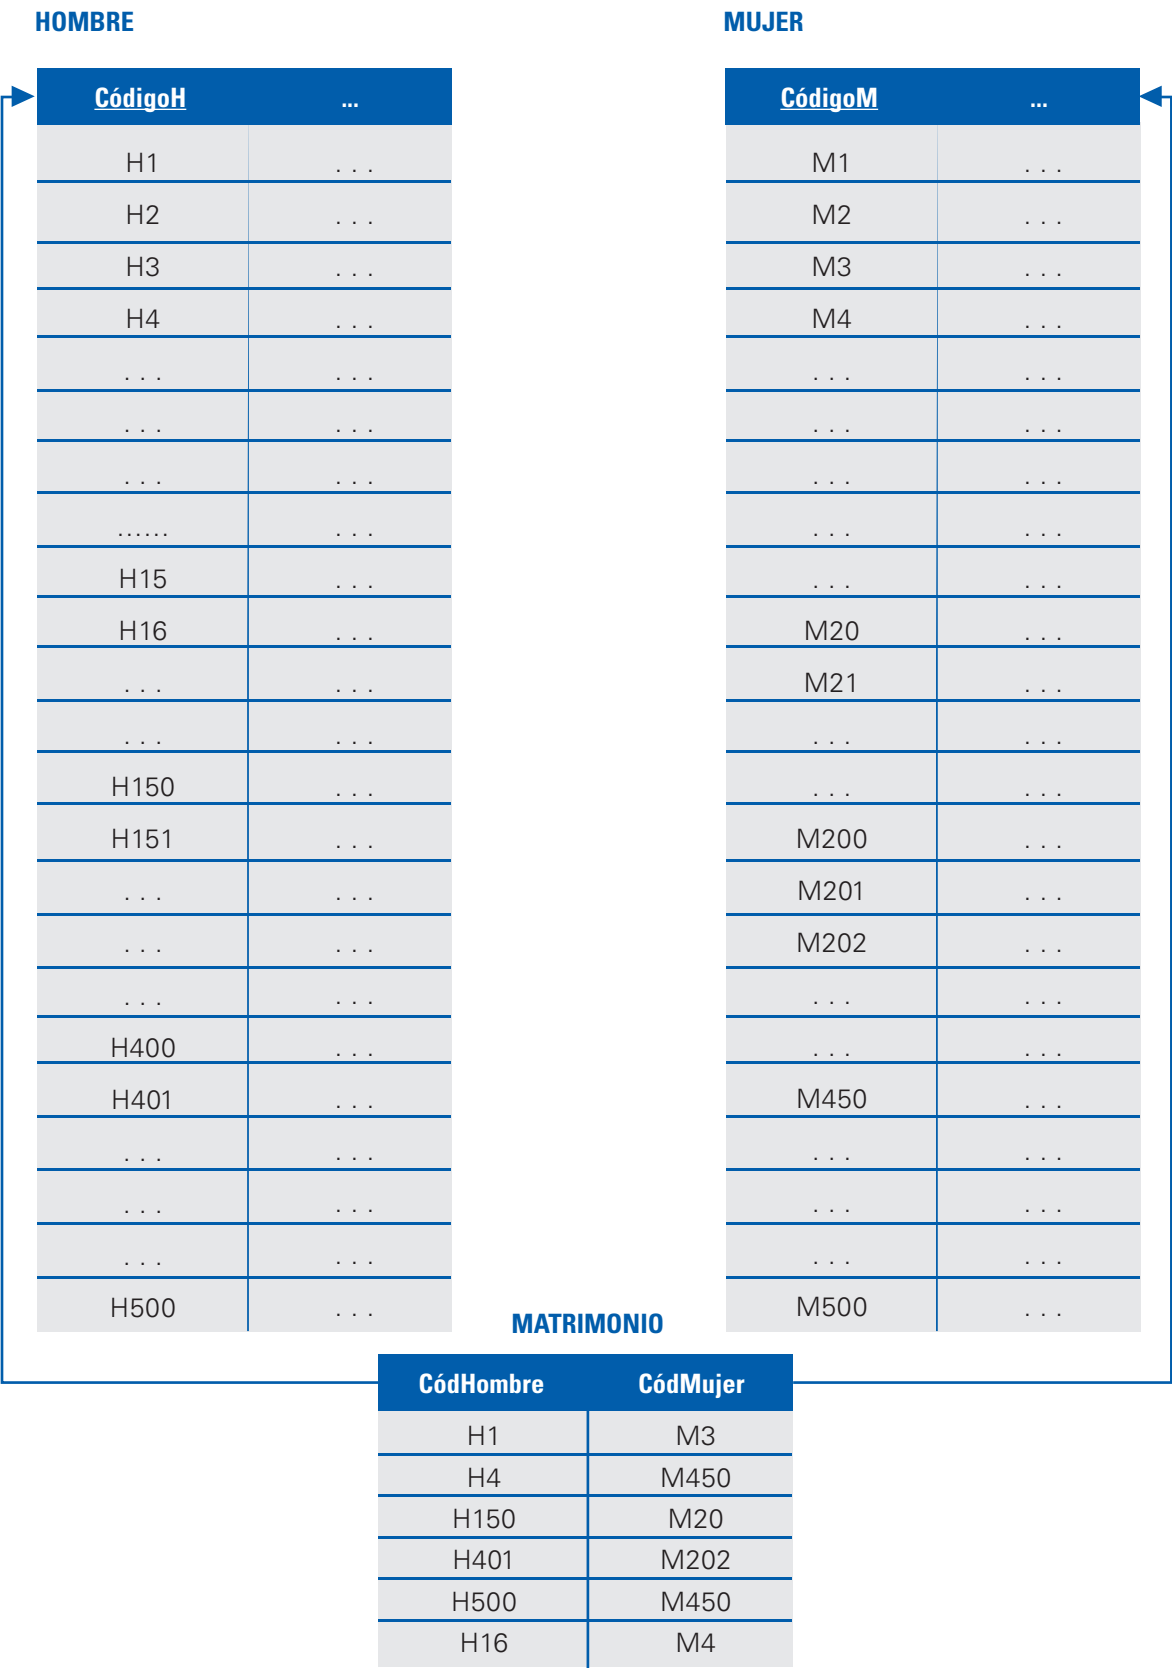 HOMBRE
CódigoH ...
H1 . . .
H2 . . .
H3 . . .
H4 . . .
. . . . . .
. . . . . .
. . . . . .
...... . . .
H15 . . .
H16 . . .
. . . . . .
. . . . . .
H150 . . .
H151 . . .
. . . . . .
. . . . . .
. . . . . .
H400 . . .
H401 . . .
. . . . . .
. . . . . .
. . . . . .
H500 . . .
MUJER
CódigoM ...
M1 . . .
M2 . . .
M3 . . .
M4 . . .
. . . . . .
. . . . . .
. . . . . .
. . . . . .
. . . . . .
M20 . . .
M21 . . .
. . . . . .
. . . . . .
M200 . . .
M201 . . .
M202 . . .
. . . . . .
. . . . . .
M450 . . .
. . . . . .
. . . . . .
. . . . . .
M500 . . .
MATRIMONIO
CódHombre CódMujer
H1 M3
H4 M450
H150 M20
H401 M202
H500 M450
H16 M4